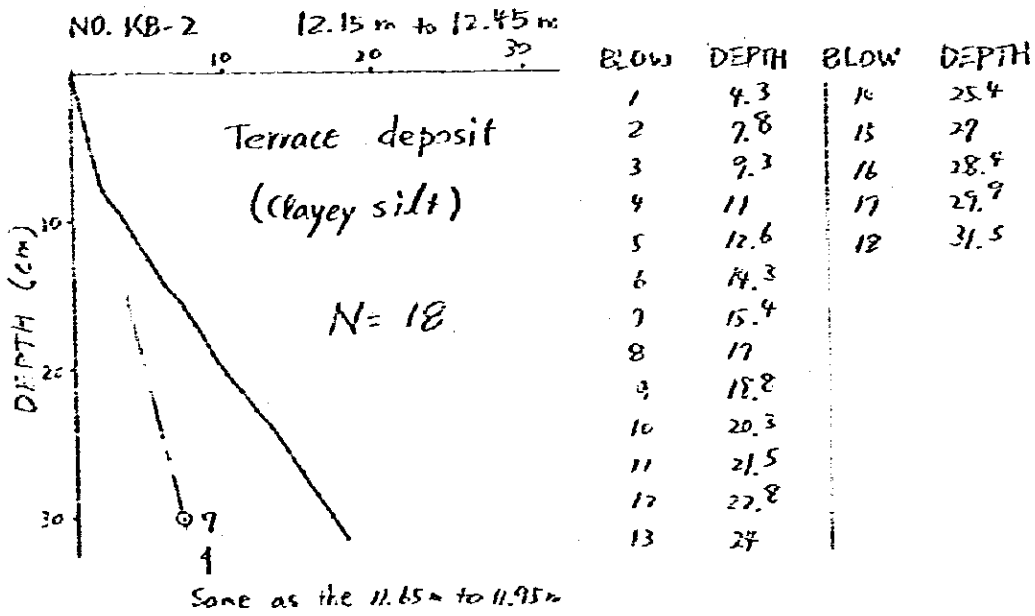 NO. KB-2 12.15 m to 12.45 m
10 20 30
DEPTH (cm)
10
20
30
Terrace deposit
(Clayey silt)
N = 18
7
Same as the 11.65 m to 11.95 m
BLOW DEPTH BLOW DEPTH
1 4.3 14 25.4
2 7.8 15 27
3 9.3 16 28.4
4 11 17 29.9
5 12.6 18 31.5
6 14.3
7 15.4
8 17
9 18.8
10 20.3
11 21.5
12 22.8
13 24